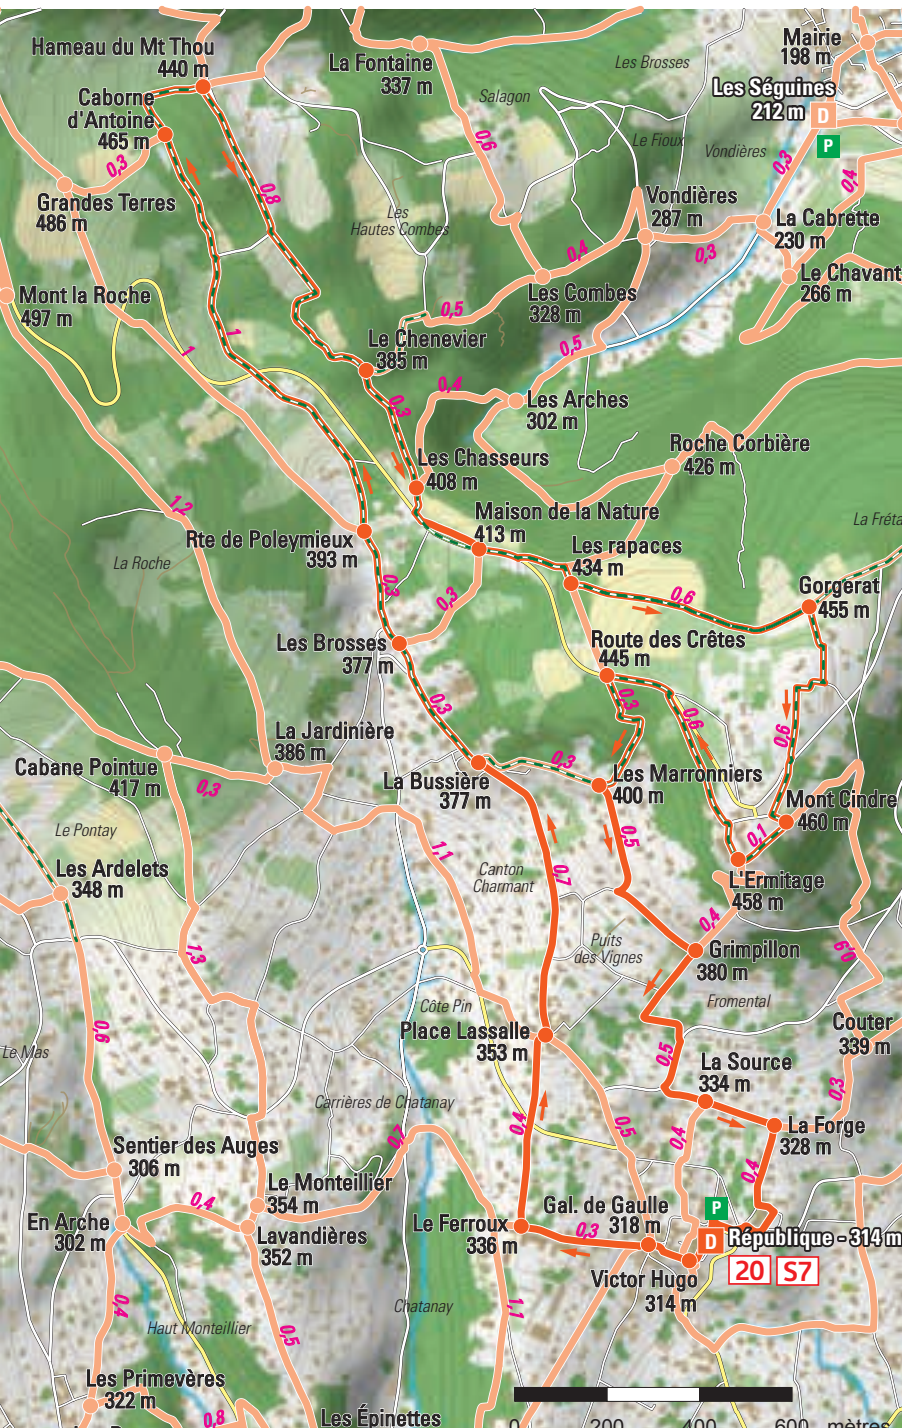 Hameau du Mt Thou
440 m
La Fontaine
337 m
Les Brosses
Mairie
198 m
Caborne
d'Antoine
465 m
Salagon
Les Séguines
212 m
D
P
0,6
Le Fioux
Vondières
0,3
0,4
0,3
0,8
Grandes Terres
486 m
Les
Hautes Combes
Vondières
287 m
La Cabrette
230 m
0,4
0,3
Le Chavant
266 m
Mont la Roche
497 m
Les Combes
328 m
0,5
1
1
Le Chenevier
385 m
0,5
0,4
0,3
Les Arches
302 m
Roche Corbière
426 m
Les Chasseurs
408 m
1,2
Maison de la Nature
413 m
La Fréta
Rte de Poleymieux
393 m
Les rapaces
434 m
La Roche
0,3
0,3
0,6
Gorgerat
455 m
Les Brosses
377 m
Route des Crêtes
445 m
0,3
0,3
0,6
0,6
La Jardinière
386 m
Cabane Pointue
417 m
0,3
0,3
La Bussière
377 m
Les Marronniers
400 m
Mont Cindre
460 m
Le Pontay
0,5
0,1
1,1
Les Ardelets
348 m
Canton
Charmant
0,7
L'Ermitage
458 m
0,4
1,3
Puits
des Vignes
Grimpillon
380 m
0,9
Fromental
Côte Pin
Couter
339 m
0,6
Place Lassalle
353 m
Le Mas
0,5
La Source
334 m
0,3
Carrières de Chatanay
0,4
0,5
0,4
0,7
La Forge
328 m
Sentier des Auges
306 m
0,4
Le Monteillier
354 m
0,4
P
En Arche
302 m
Lavandières
352 m
Le Ferroux
336 m
Gal. de Gaulle
318 m
0,3
D
République - 314 m
20
S7
Victor Hugo
314 m
0,4
Haut Monteillier
0,5
Chatanay
1,1
Les Primevères
322 m
0,8
Les Épinettes
0 200 400 600 mètres